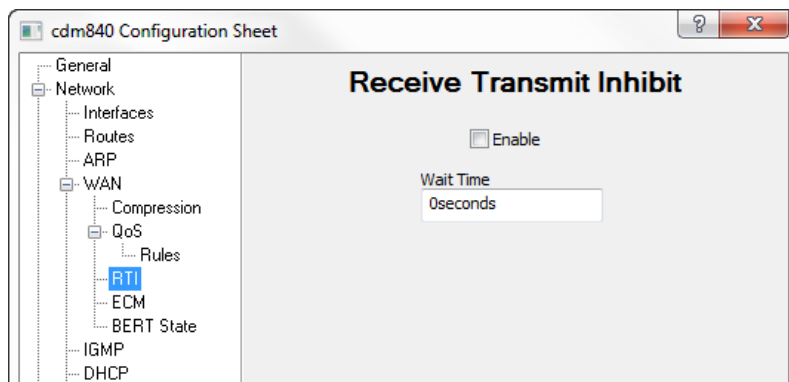 cdm840 Configuration Sheet
General
Network
Interfaces
Routes
ARP
WAN
Compression
QoS
Rules
RTI
ECM
BERT State
IGMP
DHCP
Receive Transmit Inhibit
Enable
Wait Time
0seconds